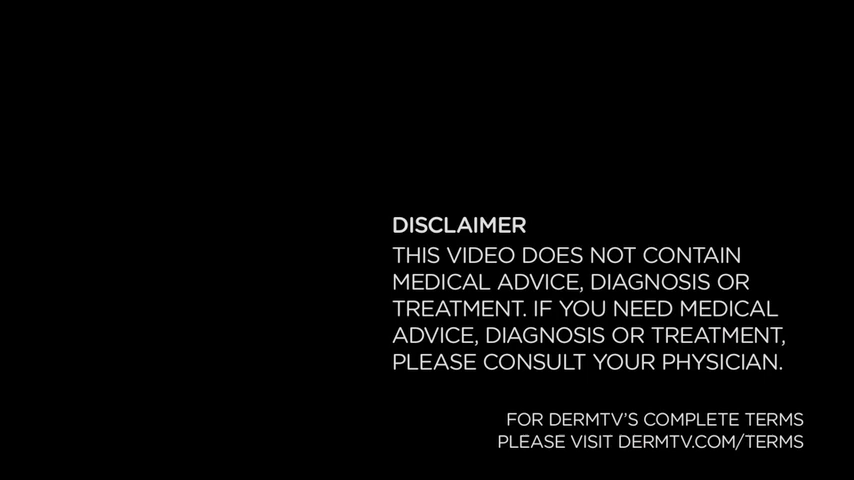 DISCLAIMER
THIS VIDEO DOES NOT CONTAIN
MEDICAL ADVICE, DIAGNOSIS OR
TREATMENT. IF YOU NEED MEDICAL
ADVICE, DIAGNOSIS OR TREATMENT,
PLEASE CONSULT YOUR PHYSICIAN.
FOR DERMTV'S COMPLETE TERMS
PLEASE VISIT DERMTV.COM/TERMS